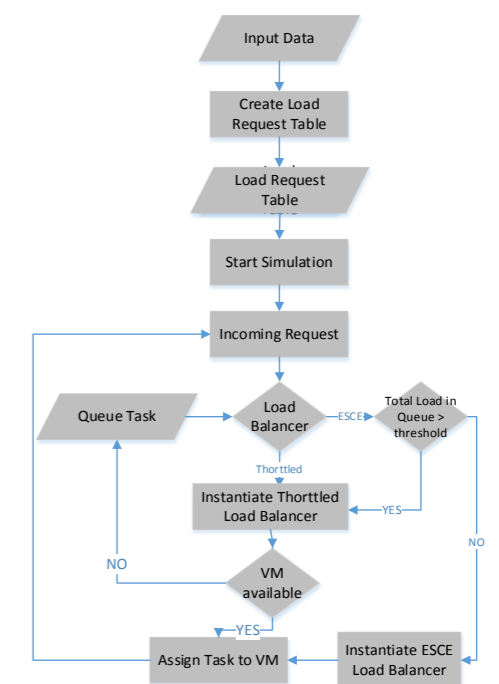 Input Data
Create Load
Request Table
Load Request
Table
Start Simulation
Incoming Request
Queue Task
Load
Balancer
ESCE
Total Load in
Queue >
threshold
Thorttled
Instantiate Thorttled
Load Balancer
YES
NO
NO
VM
available
YES
Assign Task to VM
Instantiate ESCE
Load Balancer